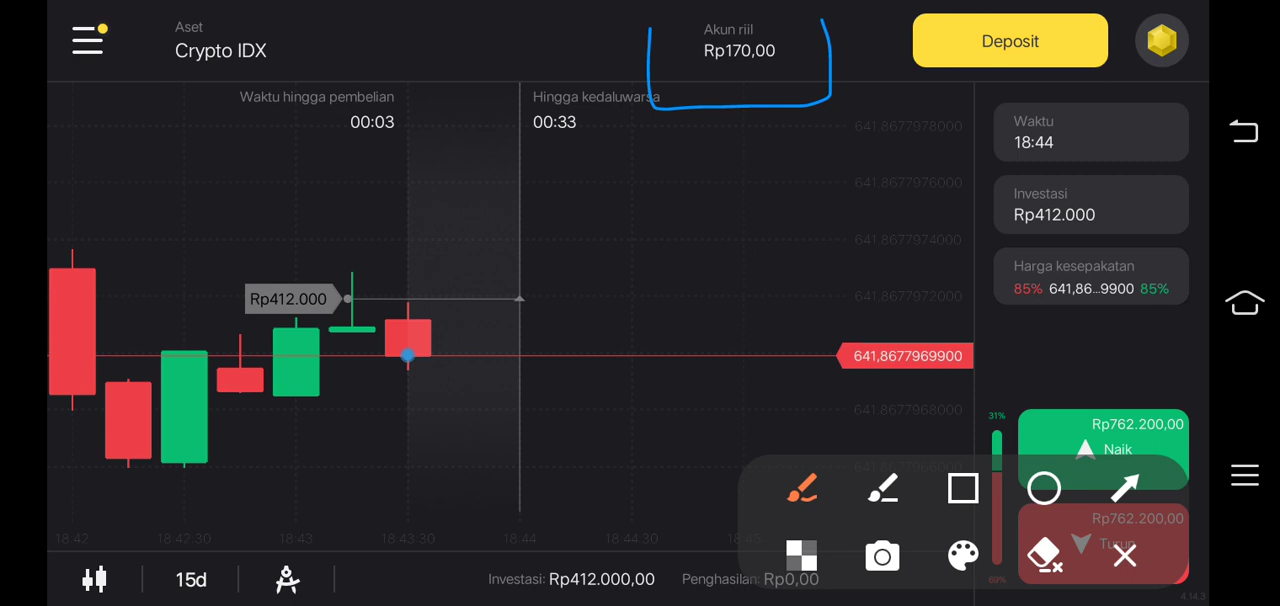 Aset
Crypto IDX
Akun riil
Rp170,00
Deposit
Waktu hingga pembelian
00:03
Hingga kedaluwarsa
00:33
641,8677978000
641,8677976000
641,8677974000
641,8677972000
641,8677969900
641,8677968000
Rp412.000
Waktu
18:44
Investasi
Rp412.000
Harga kesepakatan
85% 641,86...9900 85%
31%
Rp762.200,00
Naik
Rp762.200,00
Turun
69%
18.42
18.42.30
18.43
18.43.30
18.44
18.44.30
15d
Investasi: Rp412.000,00
Penghasilan: Rp0,00
4.14.3